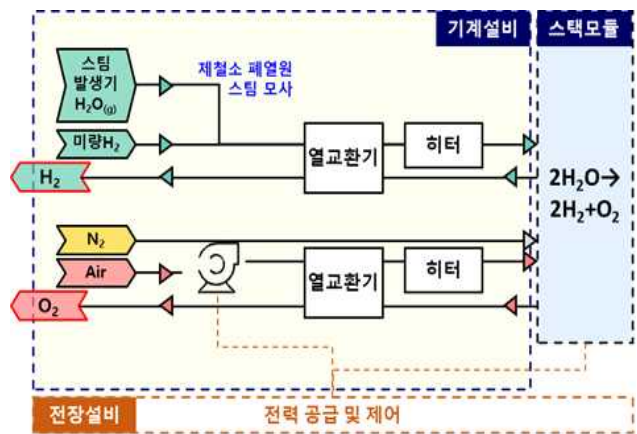 기계설비
스택모듈
스팀
발생기
H₂O(g)
제철소 폐열원
스팀 모사
미량H₂
열교환기
히터
H₂
2H₂O→
2H₂+O₂
N₂
Air
열교환기
히터
O₂
전장설비
전력 공급 및 제어